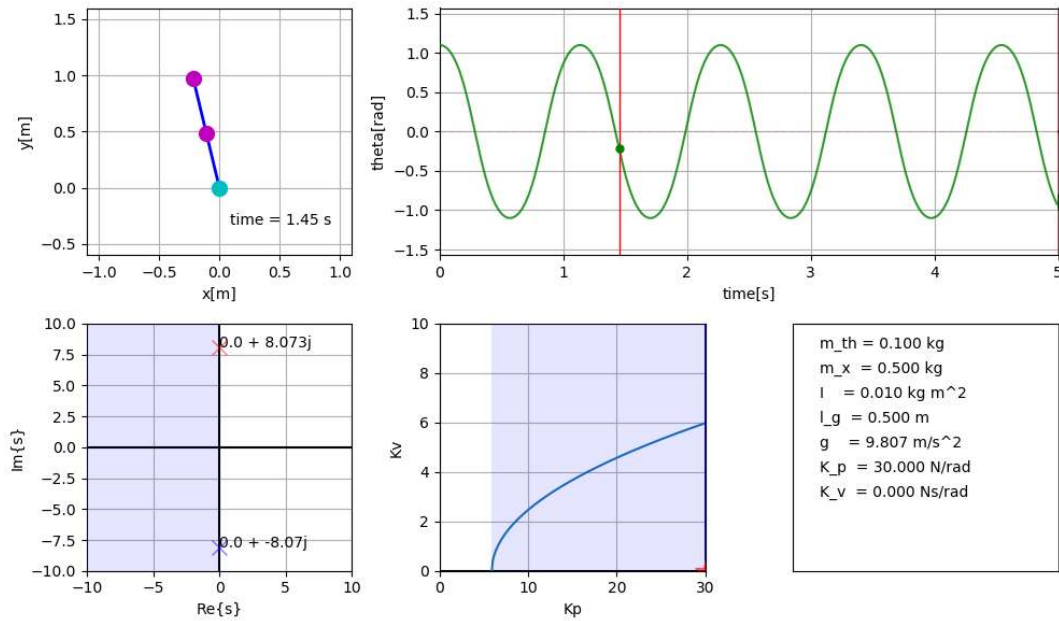 1.5
1.0
0.5
0.0
−0.5
y[m]
−1.0
−0.5
0.0
0.5
1.0
x[m]
time = 1.45 s
1.5
1.0
0.5
0.0
−0.5
−1.0
−1.5
theta[rad]
0
1
2
3
4
5
time[s]
10.0
7.5
5.0
2.5
0.0
−2.5
−5.0
−7.5
−10.0
Im{s}
0.0 + 8.073j
0.0 + -8.07j
−10
−5
0
5
10
Re{s}
10
8
6
4
2
0
Kv
0
10
20
30
Kp
m_th = 0.100 kg
m_x = 0.500 kg
I = 0.010 kg m^2
l_g = 0.500 m
g = 9.807 m/s^2
K_p = 30.000 N/rad
K_v = 0.000 Ns/rad